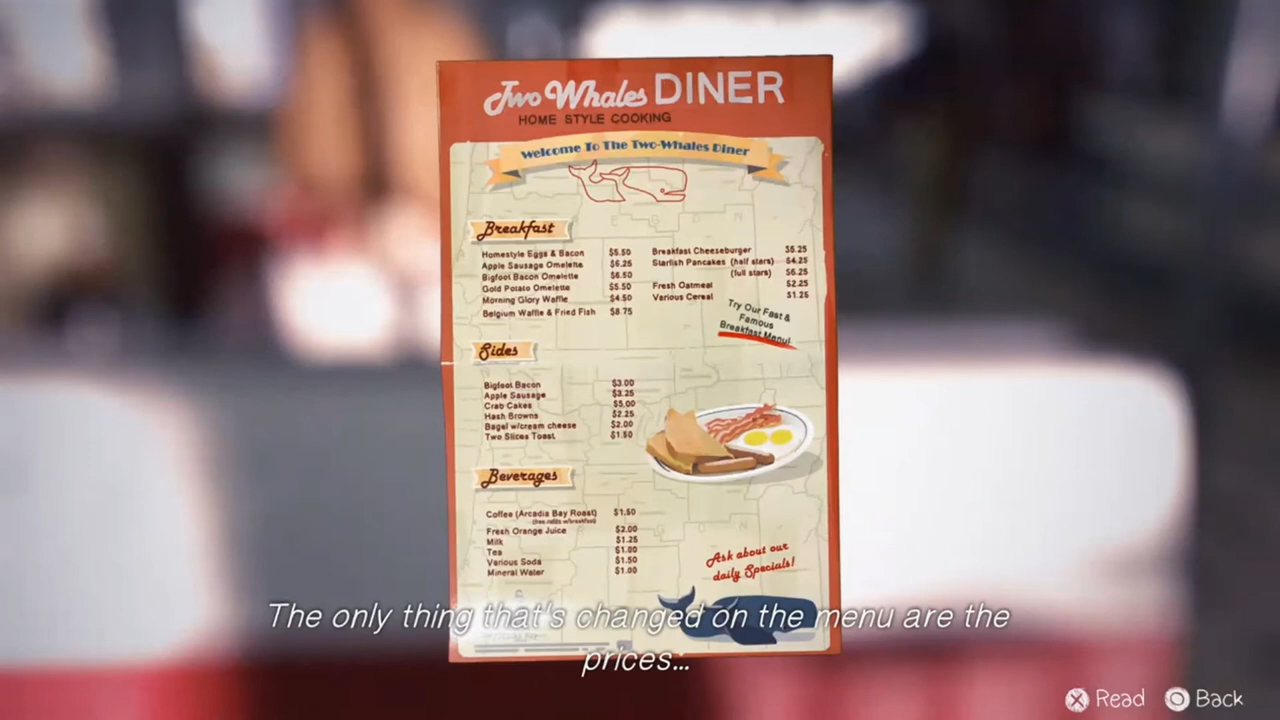 Two Whales DINER
HOME STYLE COOKING
Welcome To The Two-Whales Diner
Breakfast
Homestyle Eggs & Bacon $5.50
Apple Sausage Omelette $6.25
Bigfoot Bacon Omelette $6.50
Gold Potato Omelette $5.50
Morning Glory Waffle $4.50
Belgium Waffle & Fried Fish $8.75
Breakfast Cheeseburger $5.25
Starfish Pancakes (half stars) $4.25
(full stars) $6.25
Fresh Oatmeal $2.25
Various Cereal $1.25
Try Our Fast &
Famous
Breakfast Menu!
Sides
Bigfoot Bacon $3.00
Apple Sausage $3.25
Crab Cakes $5.00
Hash Browns $2.25
Bagel w/cream cheese $2.00
Two Slices Toast $1.50
Beverages
Coffee (Arcadia Bay Roast) $1.50
(free refills w/breakfast)
Fresh Orange Juice $2.00
Milk $1.25
Tea $1.00
Various Soda $1.50
Mineral Water $1.00
Ask about our
daily Specials!
The only thing that's changed on the menu are the
prices...
Read
Back